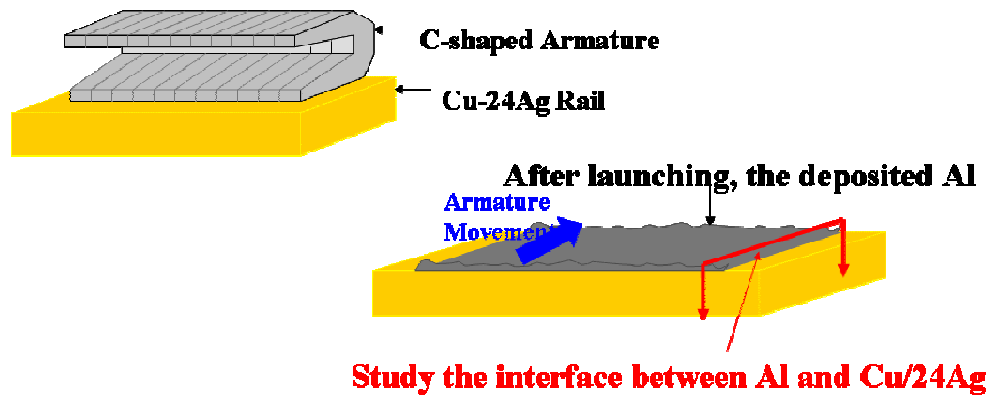 C-shaped Armature
Cu-24Ag Rail
After launching, the deposited Al
Armature
Movement
Study the interface between Al and Cu/24Ag